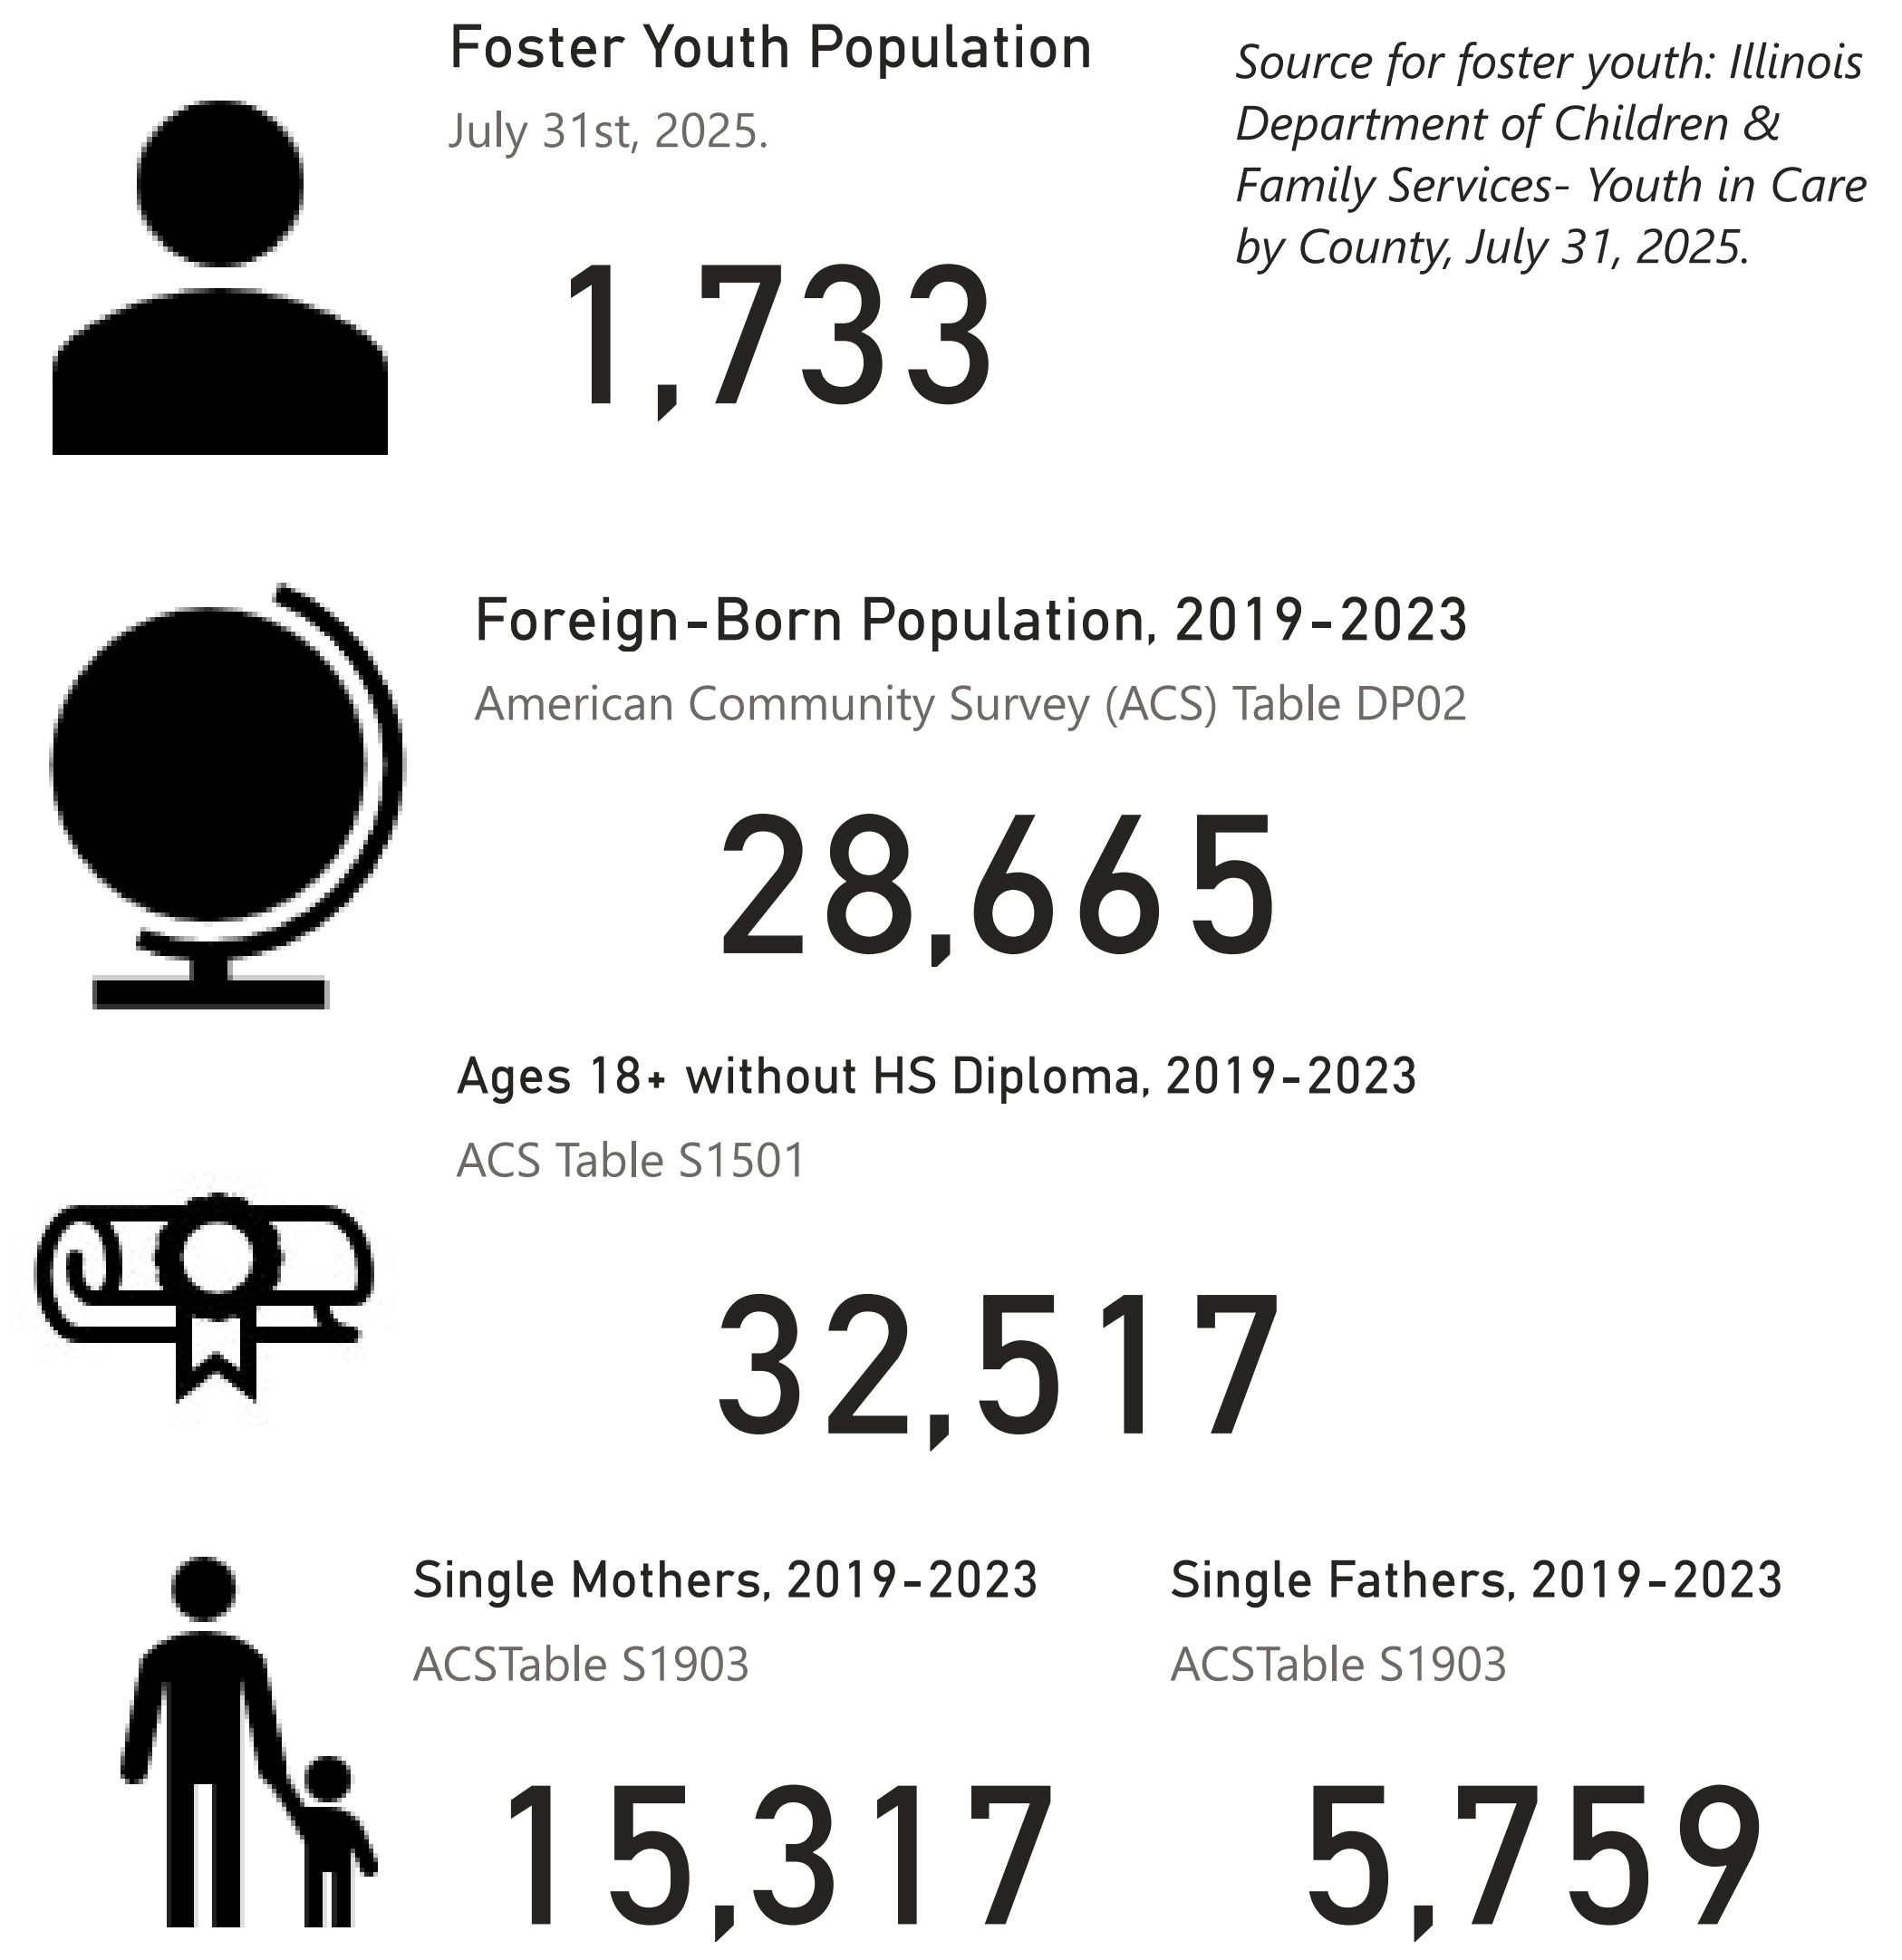 Foster Youth Population
July 31st, 2025.
1,733
Source for foster youth: Illinois
Department of Children &
Family Services- Youth in Care
by County, July 31, 2025.
Foreign-Born Population, 2019-2023
American Community Survey (ACS) Table DP02
28,665
Ages 18+ without HS Diploma, 2019-2023
ACS Table S1501
32,517
Single Mothers, 2019-2023
ACSTable S1903
15,317
Single Fathers, 2019-2023
ACSTable S1903
5,759